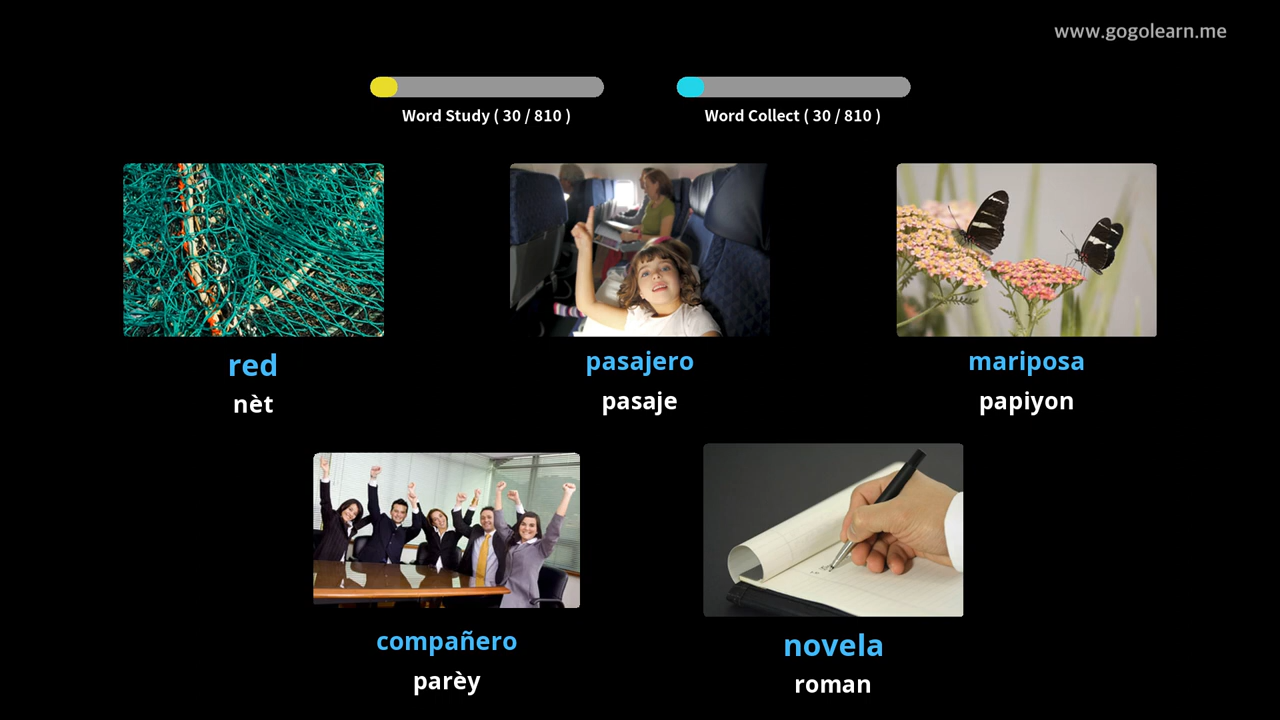 www.gogolearn.me
Word Study ( 30 / 810 )
Word Collect ( 30 / 810 )
red
nèt
pasajero
pasaje
mariposa
papiyon
compañero
parèy
novela
roman